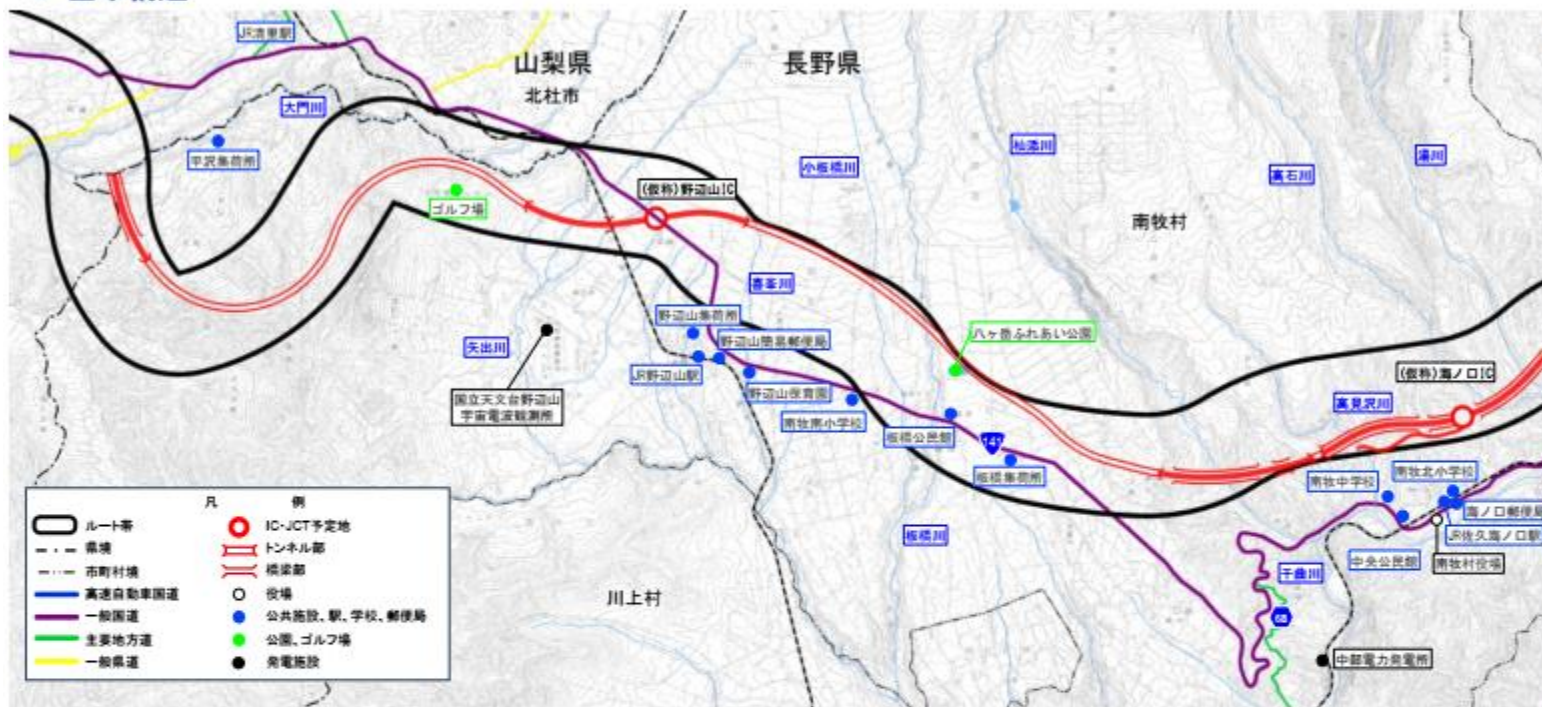 JR清里駅
山梨県
北杜市
長野県
大門川
平沢集荷所
ゴルフ場
(仮称)野辺山IC
小板橋川
杣添川
高石川
湯川
南牧村
喜峯川
野辺山集荷所
野辺山簡易郵便局
矢出川
JR野辺山駅
野辺山保育園
八ヶ岳ふれあい公園
国立天文台野辺山
宇宙電波観測所
南牧南小学校
板橋公民館
141
板橋集荷所
(仮称)海ノ口IC
高見沢川
南牧中学校
南牧北小学校
海ノ口郵便局
JR佐久海ノ口駅
中央公民館
南牧村役場
板橋川
千曲川
68
川上村
中部電力発電所
凡 例
ルート帯
県境
市町村境
高速自動車国道
一般国道
主要地方道
一般県道
IC・JCT予定地
トンネル部
橋梁部
役場
公共施設、駅、学校、郵便局
公園、ゴルフ場
発電施設